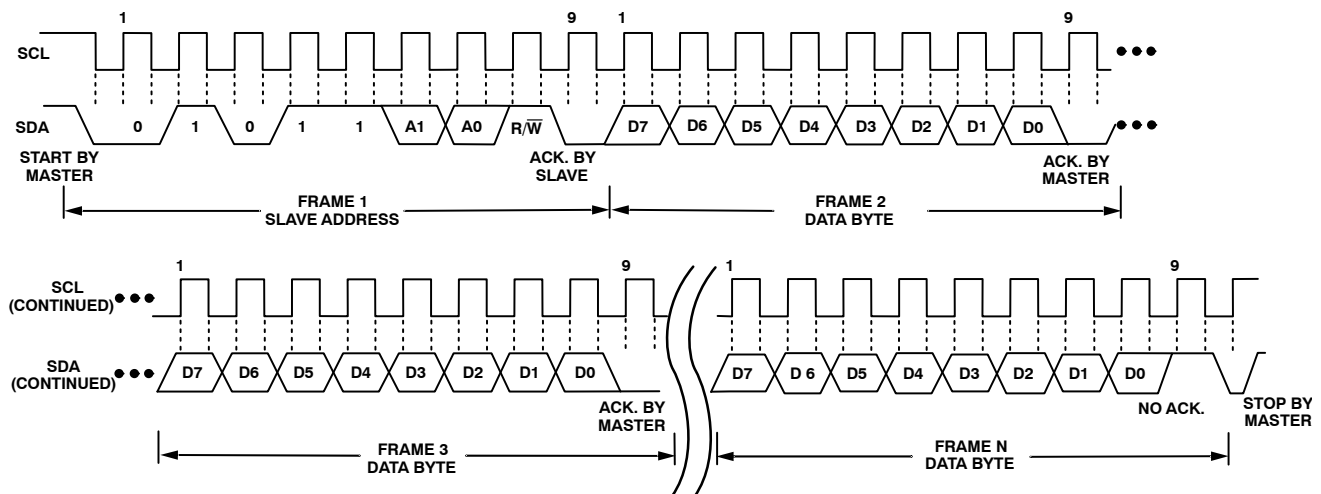 1 9 1 9
SCL
SDA 0 1 0 1 1 A1 A0 R/W̅ D7 D6 D5 D4 D3 D2 D1 D0
START BY MASTER
ACK. BY SLAVE
ACK. BY MASTER
FRAME 1
SLAVE ADDRESS
FRAME 2
DATA BYTE
1 9 1 9
SCL
(CONTINUED)
SDA
(CONTINUED)
D7 D6 D5 D4 D3 D2 D1 D0 D7 D 6 D5 D4 D3 D2 D1 D0
ACK. BY
MASTER
NO ACK.
STOP BY
MASTER
FRAME 3
DATA BYTE
FRAME N
DATA BYTE